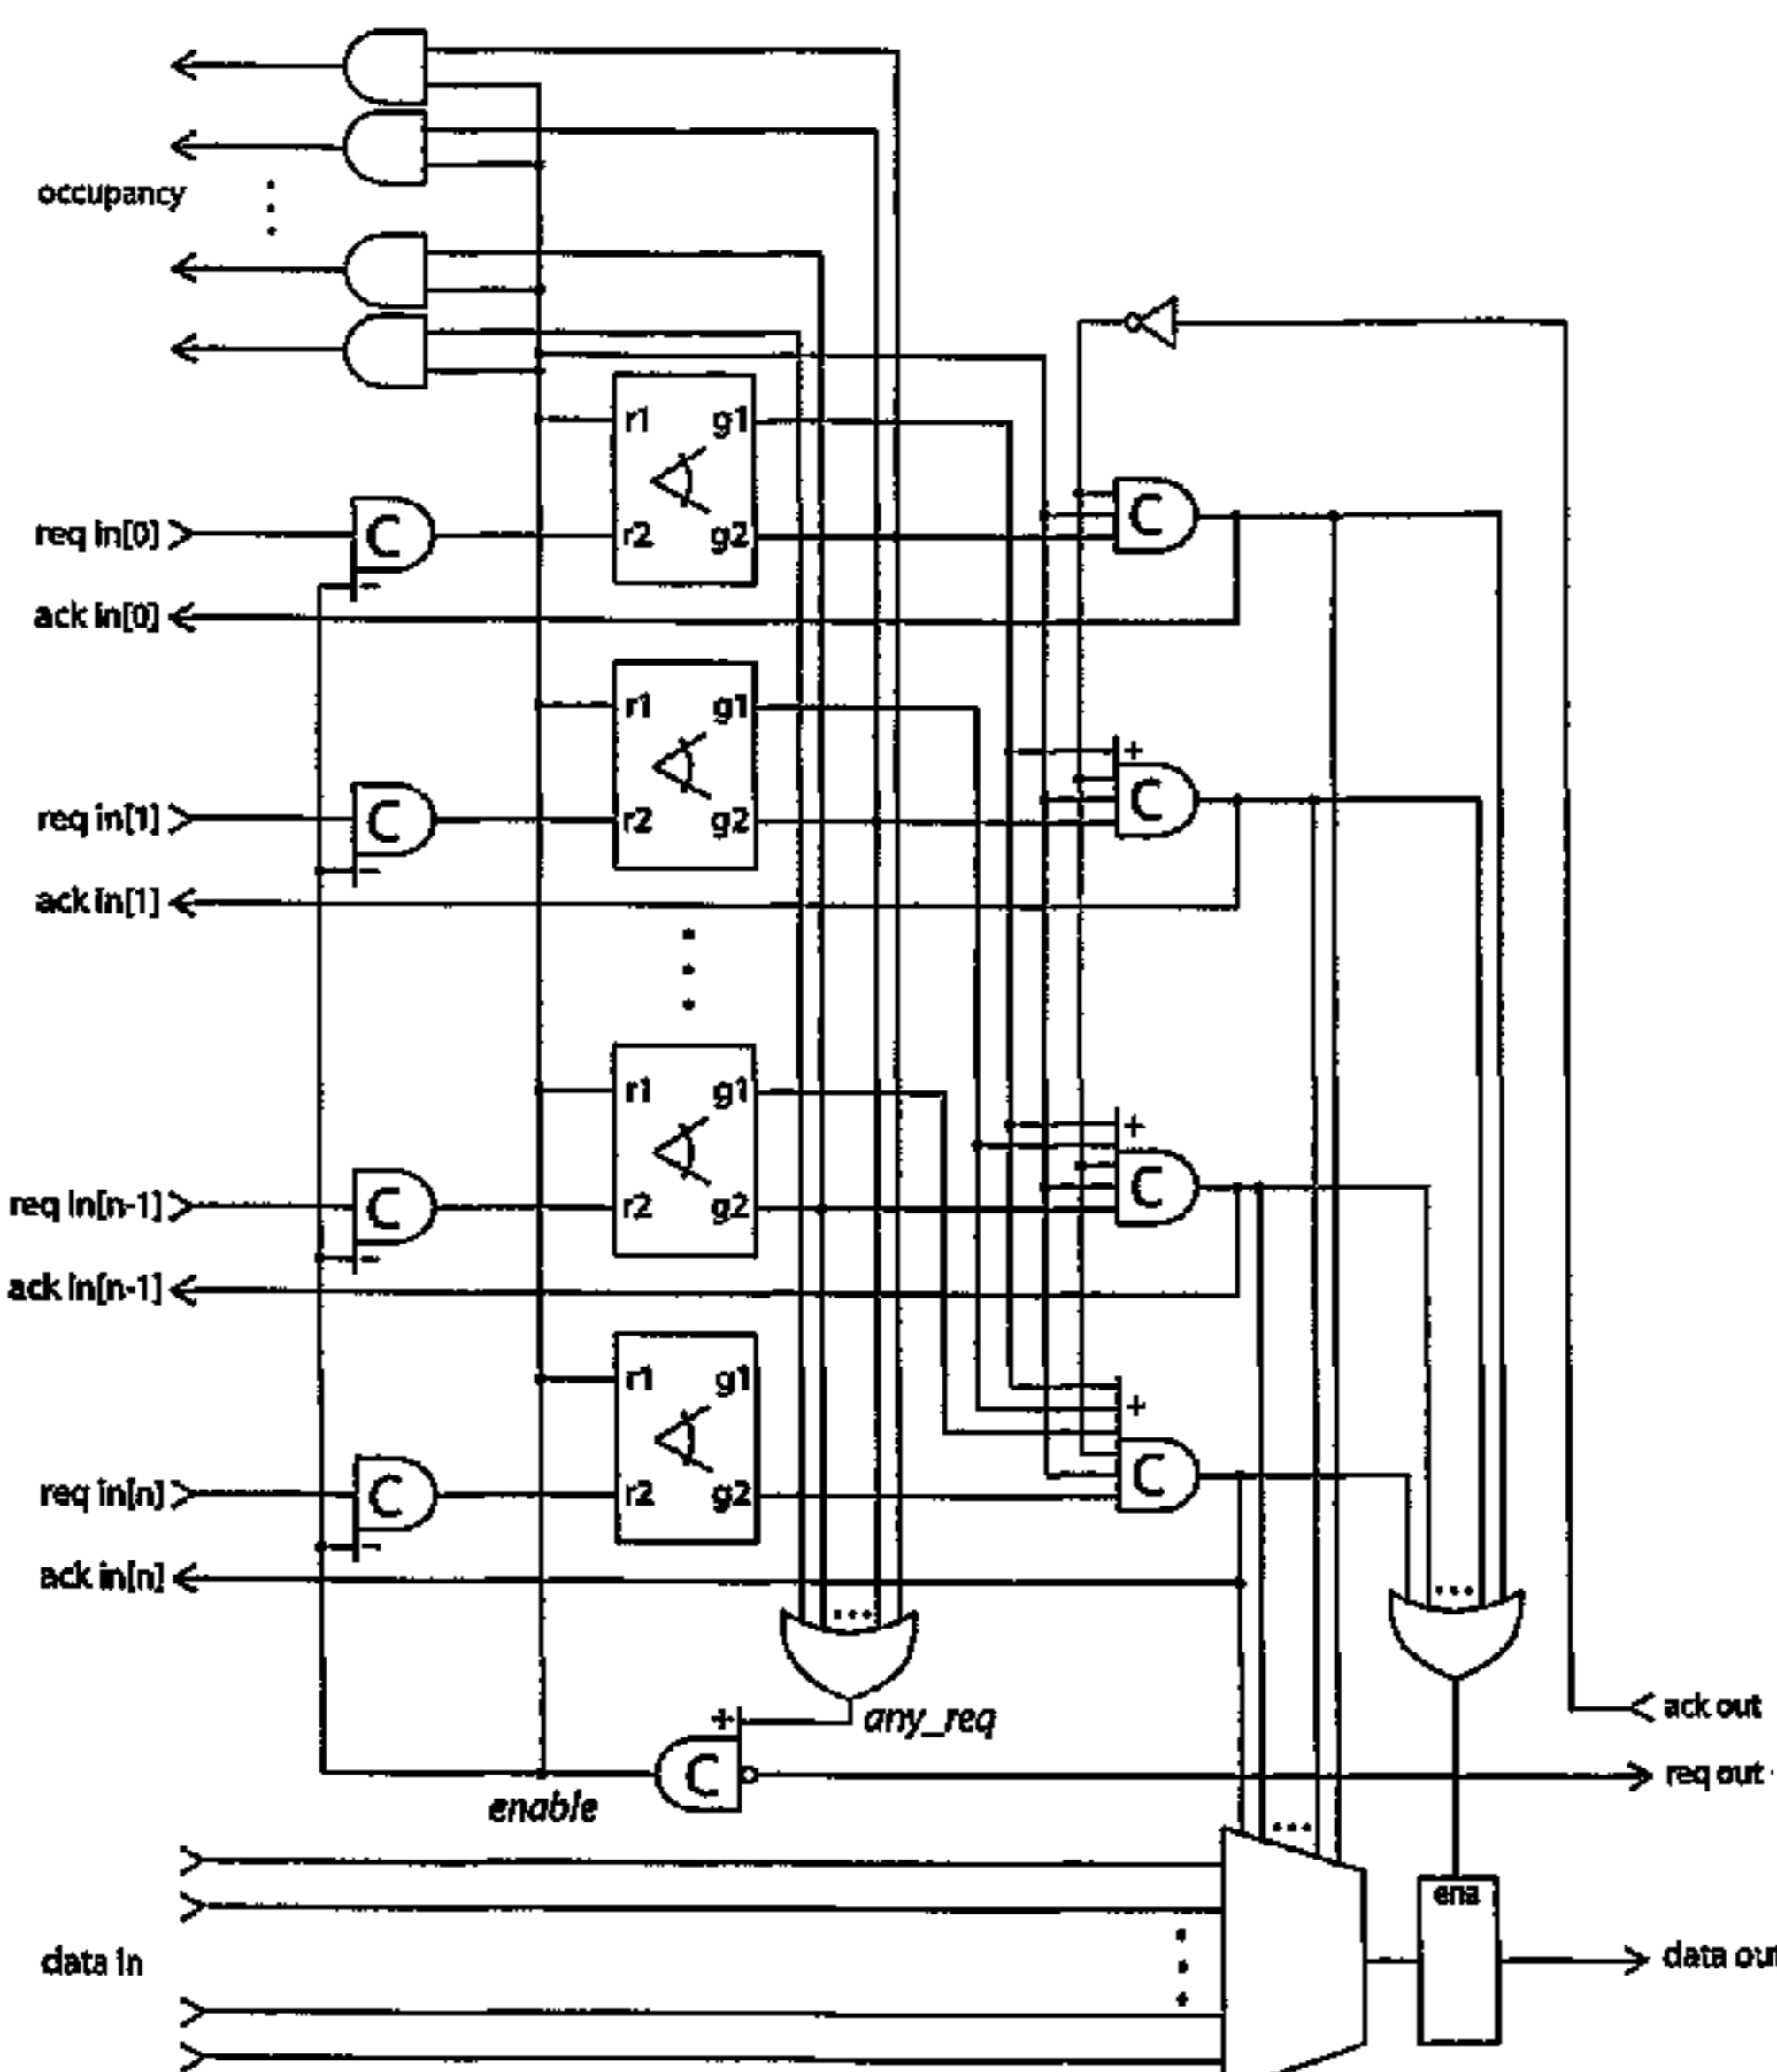 occupancy
r1 g1
req in[0] C r2 g2 C
−
ack in[0]
r1 g1
+
req in[1] C r2 g2 C
−
ack in[1]
r1 g1
+
req in[n-1] C r2 g2 C
−
ack in[n-1]
r1 g1
+
req in[n] C r2 g2 C
−
ack in[n]
+ any_req ack out
C req out
enable
ena
data in data out